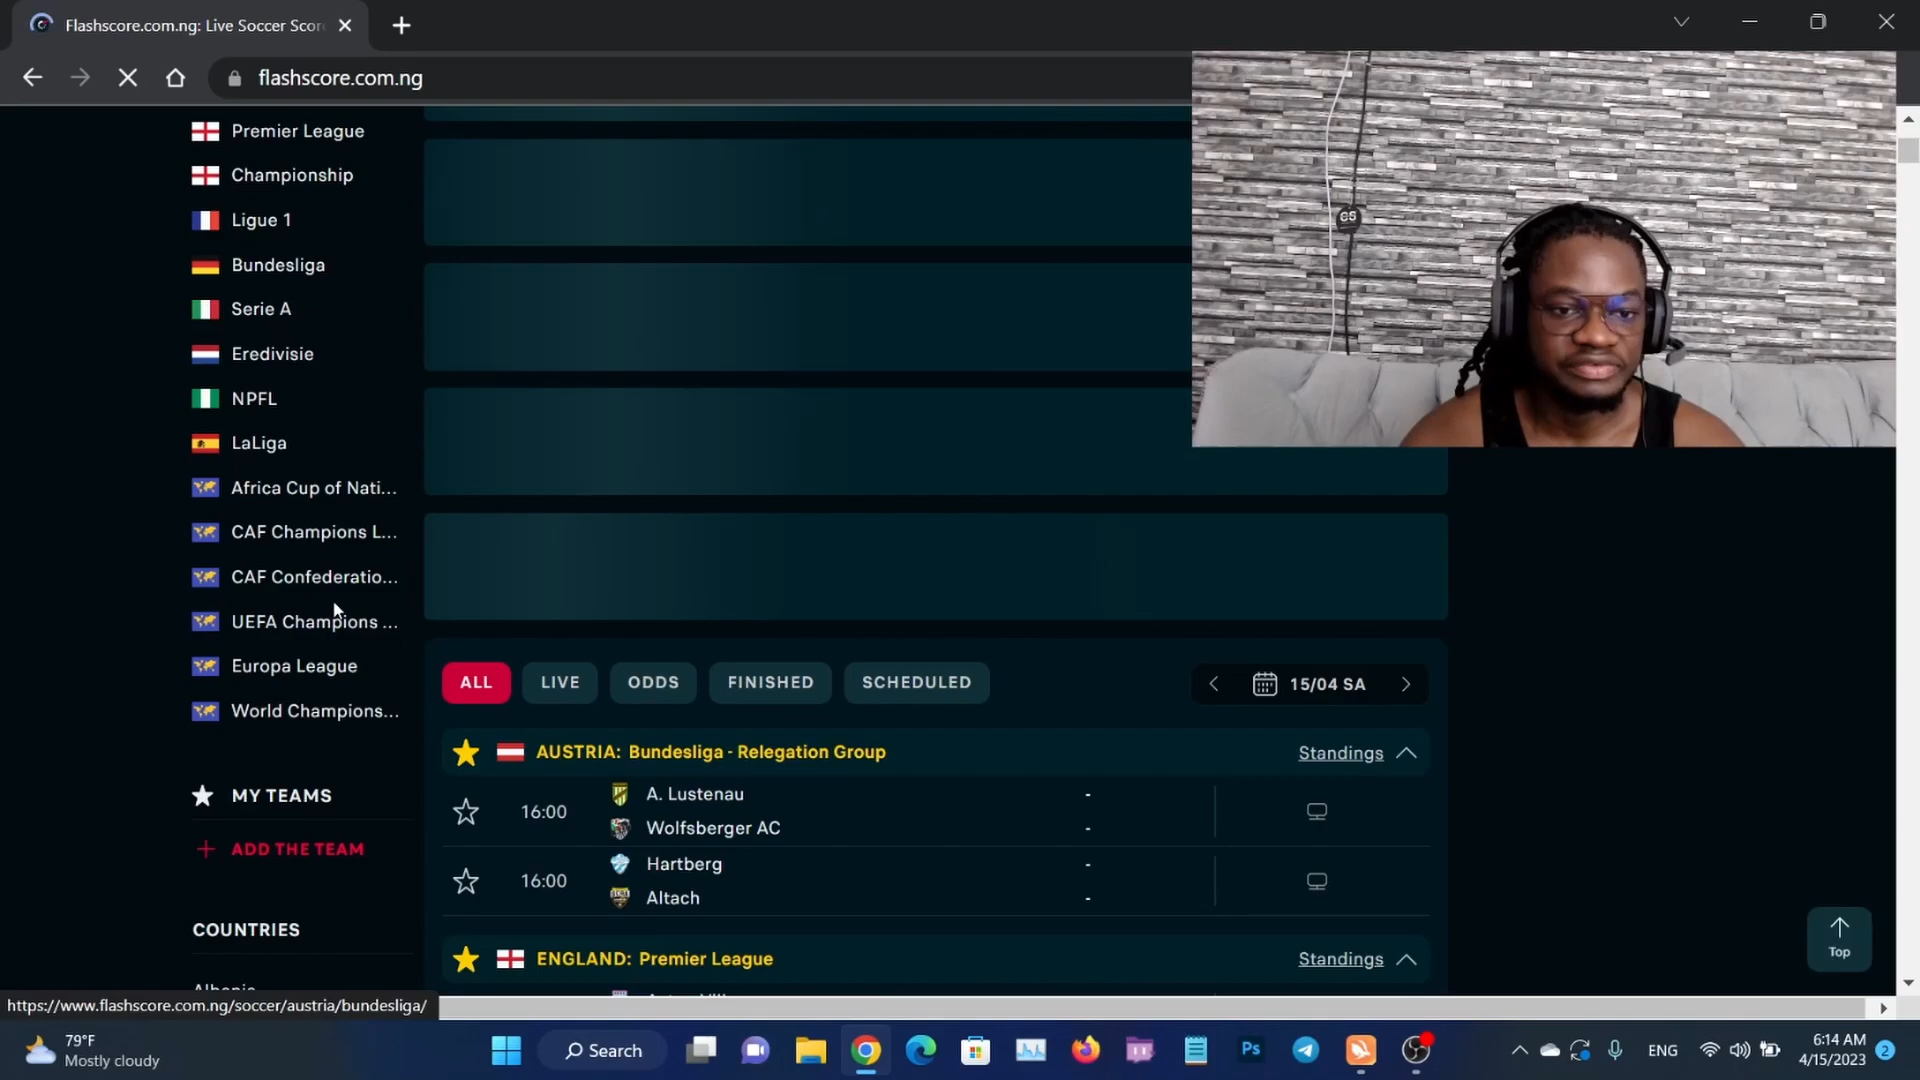 Flashscore.com.ng: Live Soccer Scor
flashscore.com.ng
Premier League
Championship
Ligue 1
Bundesliga
Serie A
Eredivisie
NPFL
LaLiga
Africa Cup of Nati...
CAF Champions L...
CAF Confederatio...
UEFA Champions ...
Europa League
World Champions...
MY TEAMS
ADD THE TEAM
COUNTRIES
ALL LIVE ODDS FINISHED SCHEDULED 15/04 SA
AUSTRIA: Bundesliga - Relegation Group Standings
16:00 A. Lustenau -
Wolfsberger AC -
16:00 Hartberg -
Altach -
ENGLAND: Premier League Standings
Top
https://www.flashscore.com.ng/soccer/austria/bundesliga/
79°F
Mostly cloudy
Search
Ps
ENG
6:14 AM
4/15/2023
2